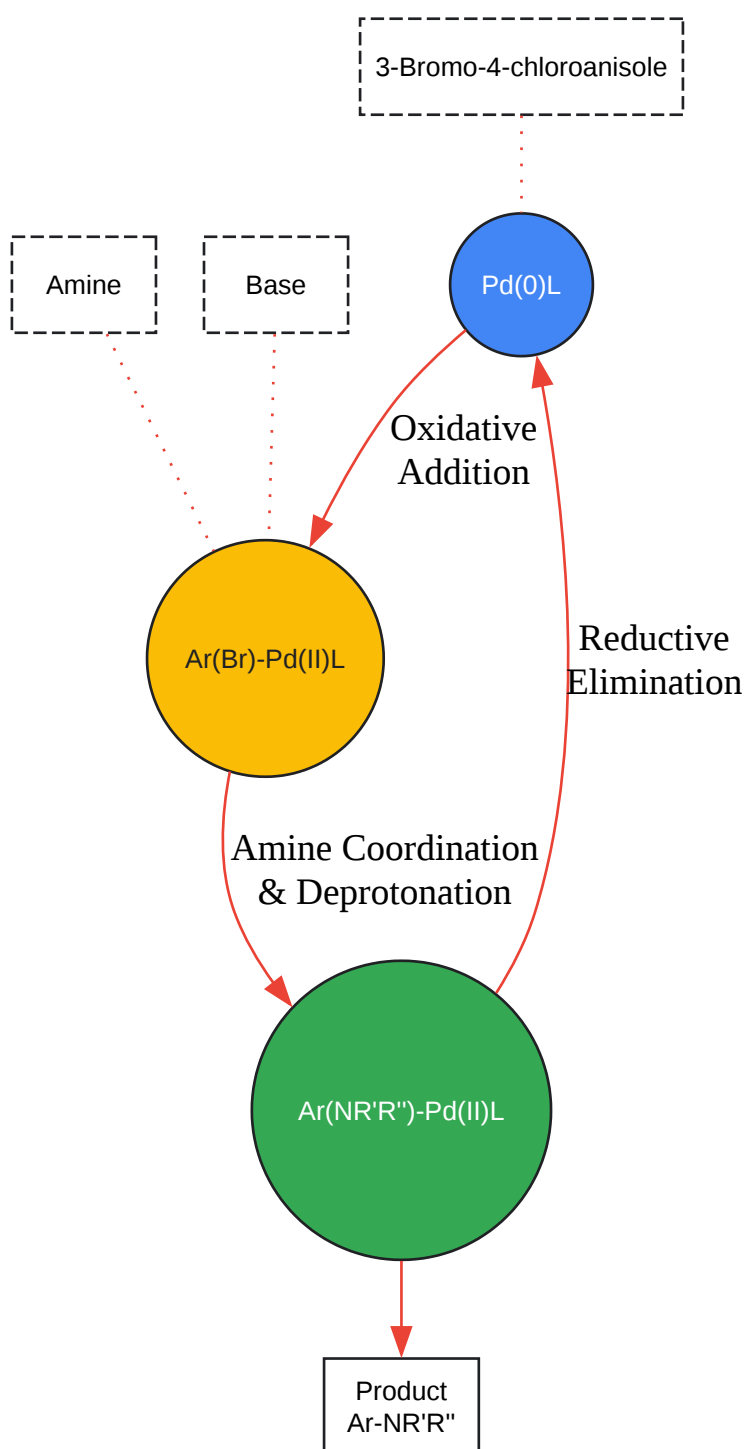 3-Bromo-4-chloroanisole
Amine
Base
Pd(0)L
Oxidative
Addition
Ar(Br)-Pd(II)L
Reductive
Elimination
Amine Coordination
& Deprotonation
Ar(NR'R'')-Pd(II)L
Product
Ar-NR'R''